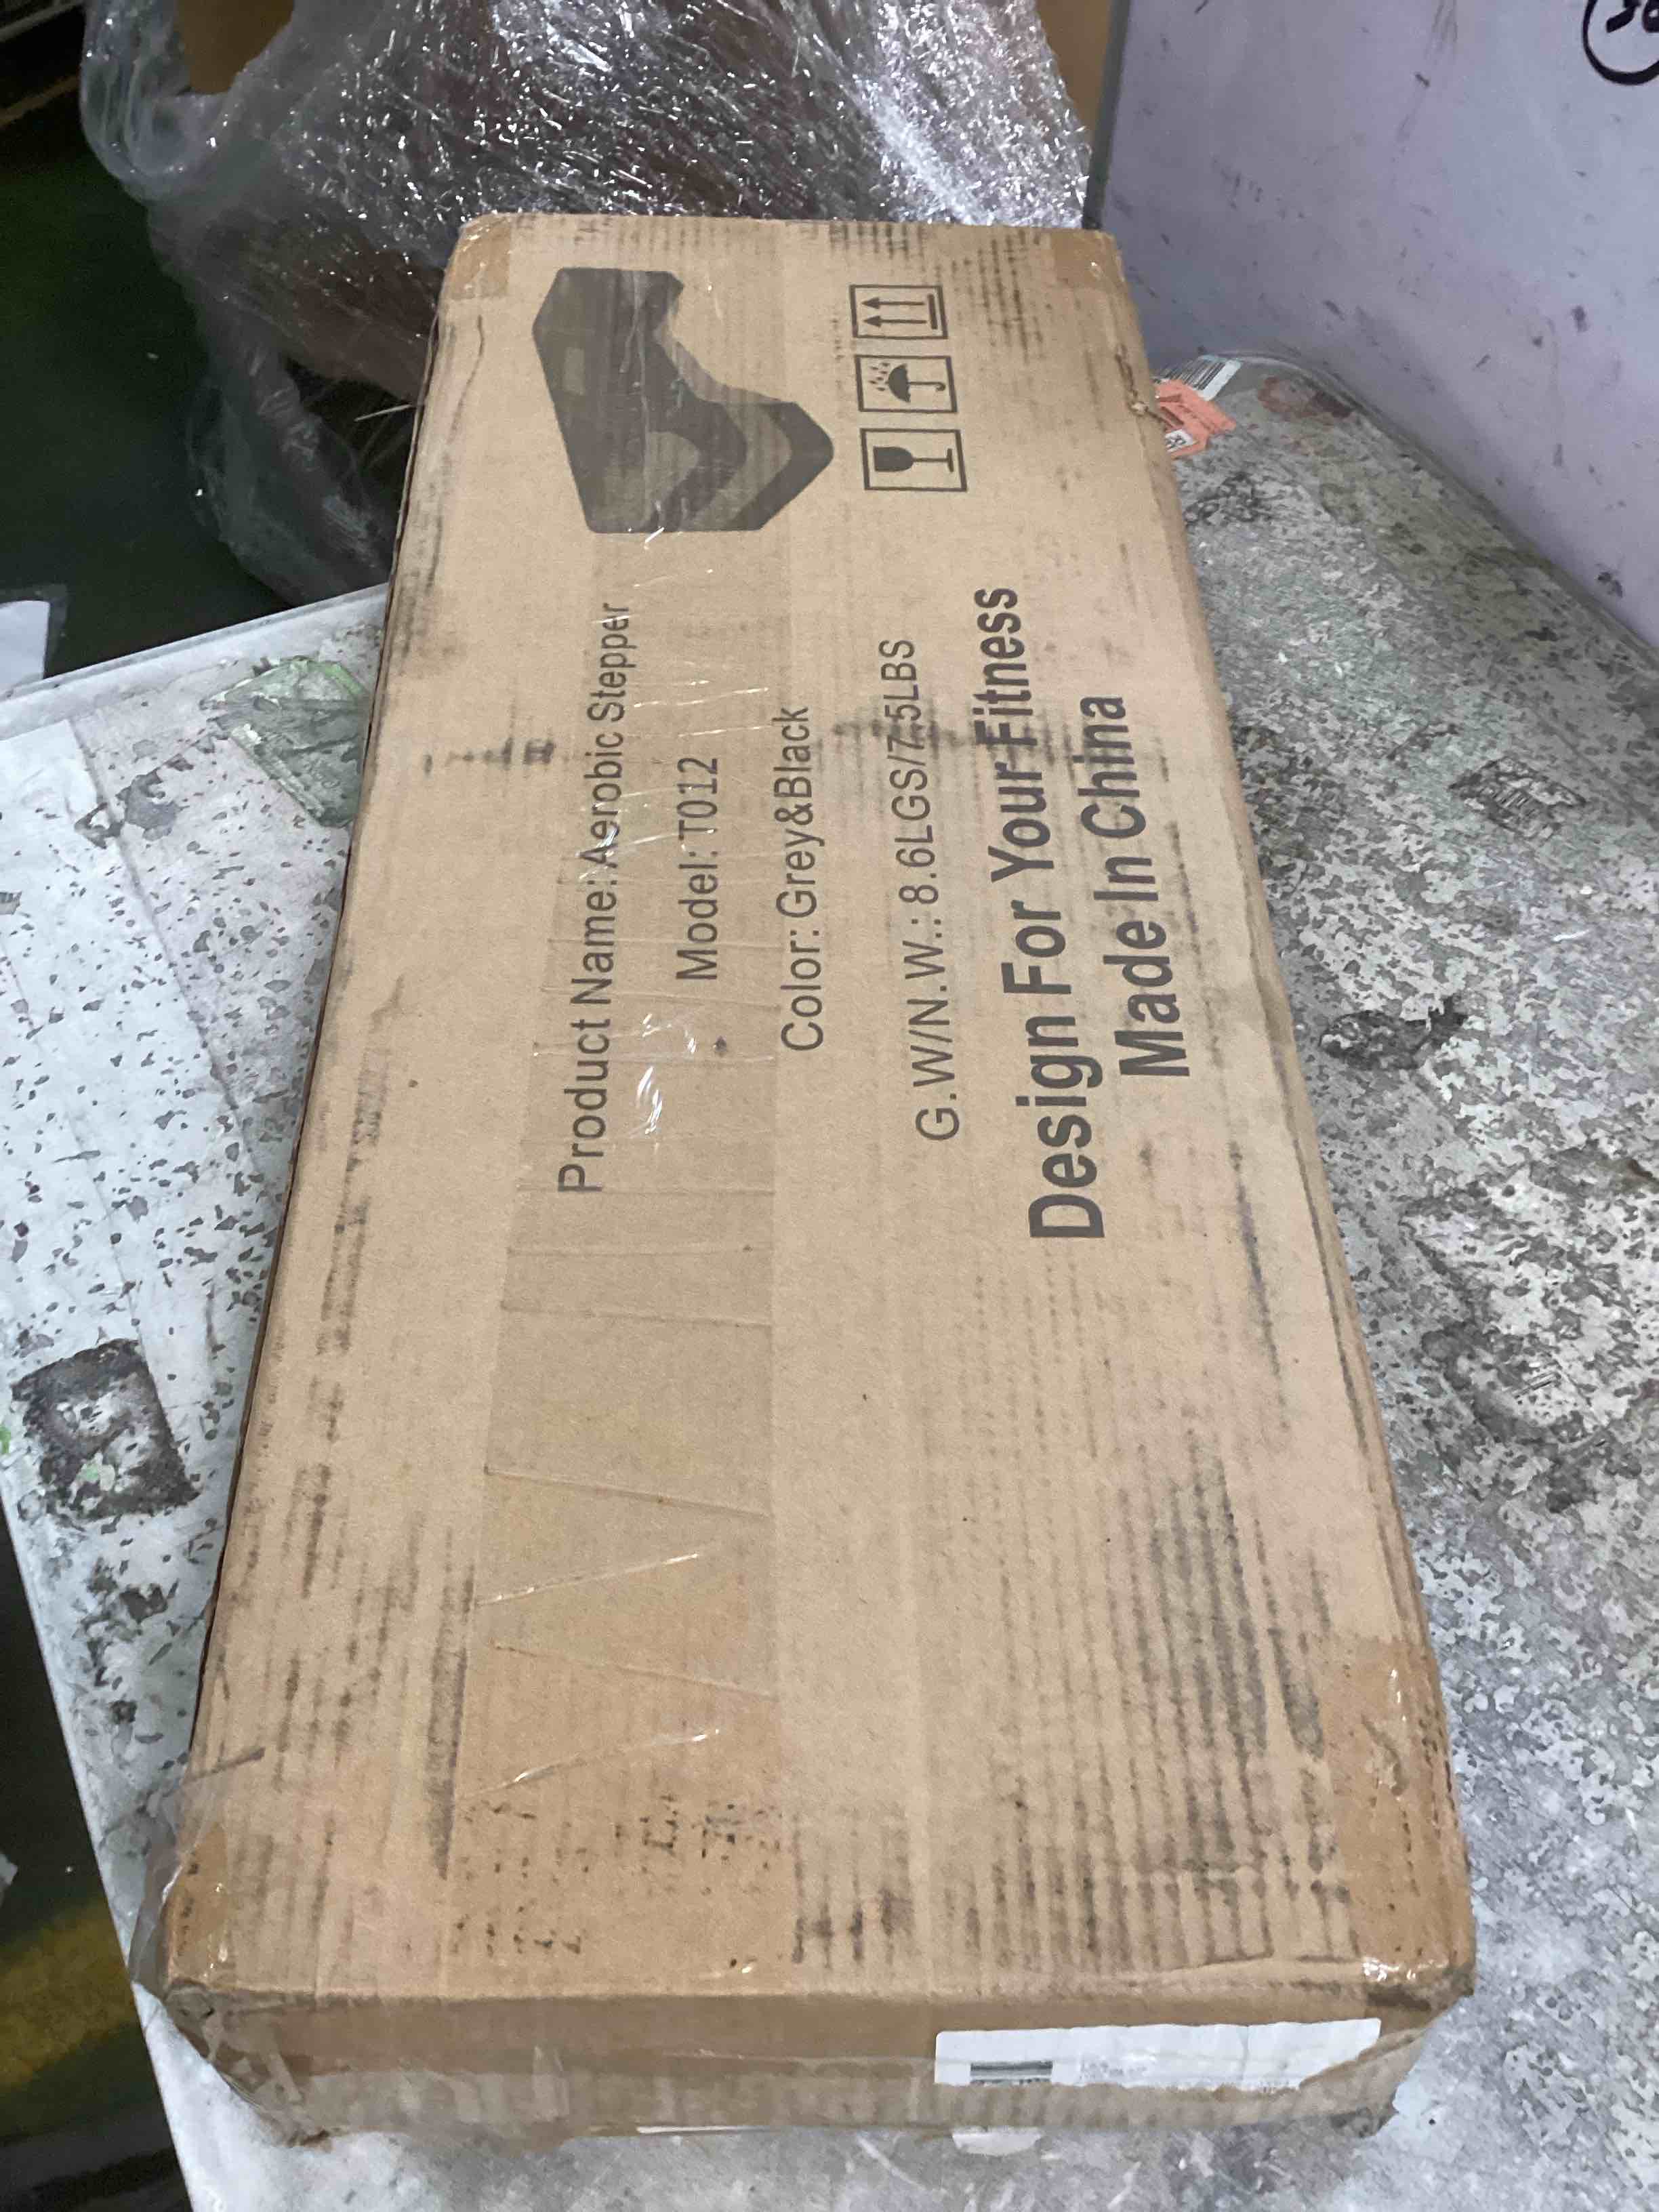 Product Name:Aerobic Stepper
Model:T012
Color:Grey&Black
G.W/N.W.:8.6LGS/7.5LBS
Design For Your Fitness
Made In China